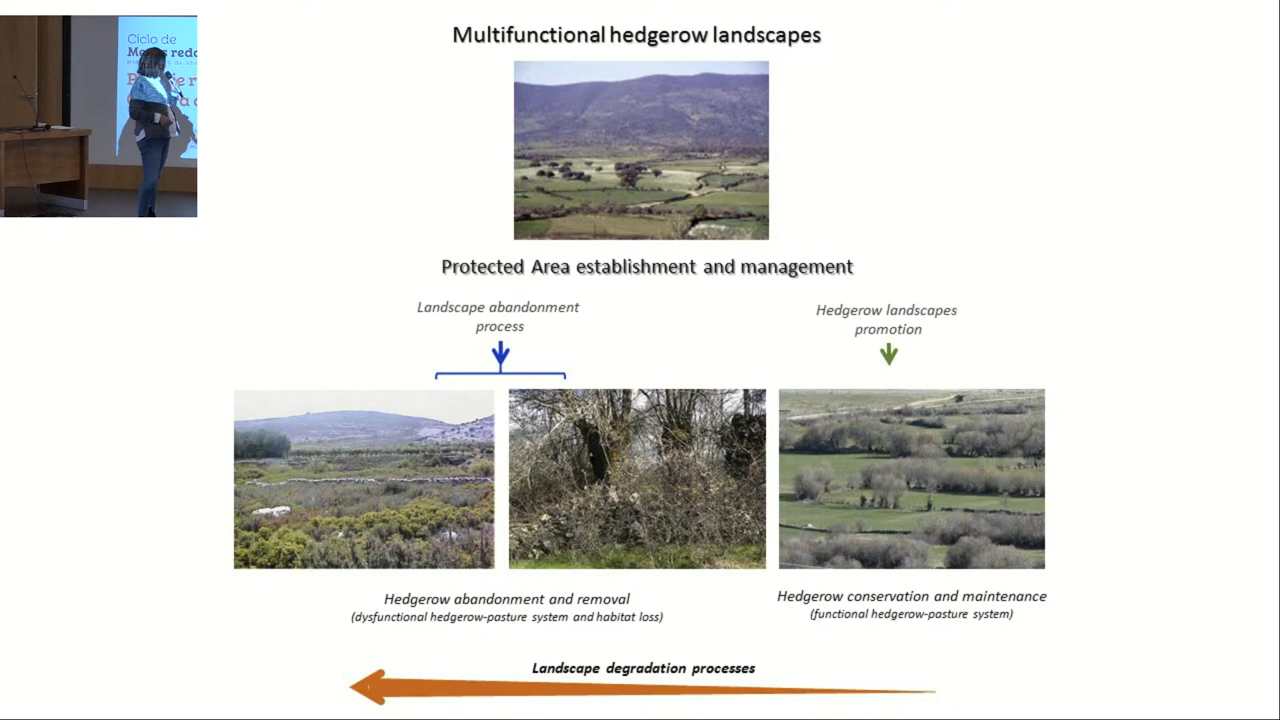 Ciclo de
Multifunctional hedgerow landscapes
Protected Area establishment and management
Landscape abandonment
process
Hedgerow landscapes
promotion
Hedgerow abandonment and removal
(dysfunctional hedgerow-pasture system and habitat loss)
Hedgerow conservation and maintenance
(functional hedgerow-pasture system)
Landscape degradation processes